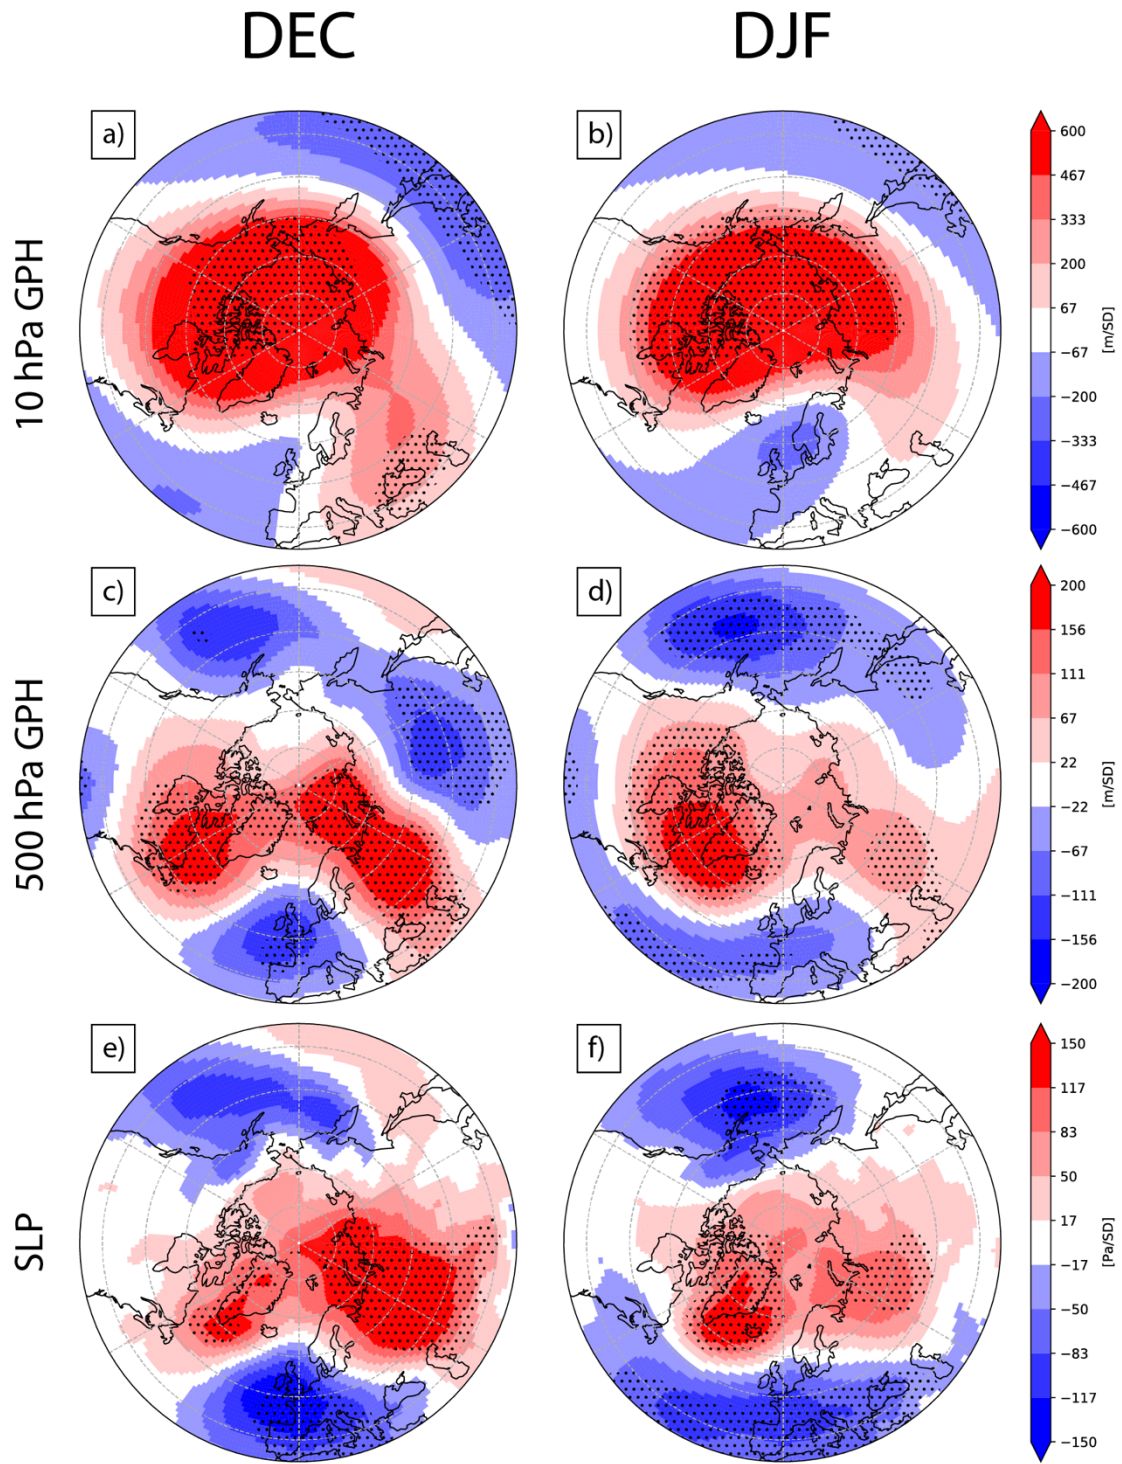 DEC DJF
10 hPa GPH
a)
b)
600
467
333
200
67
−67
−200
−333
−467
−600
[m/SD]
500 hPa GPH
c)
d)
200
156
111
67
22
−22
−67
−111
−156
−200
[m/SD]
SLP
e)
f)
150
117
83
50
17
−17
−50
−83
−117
−150
[Pa/SD]